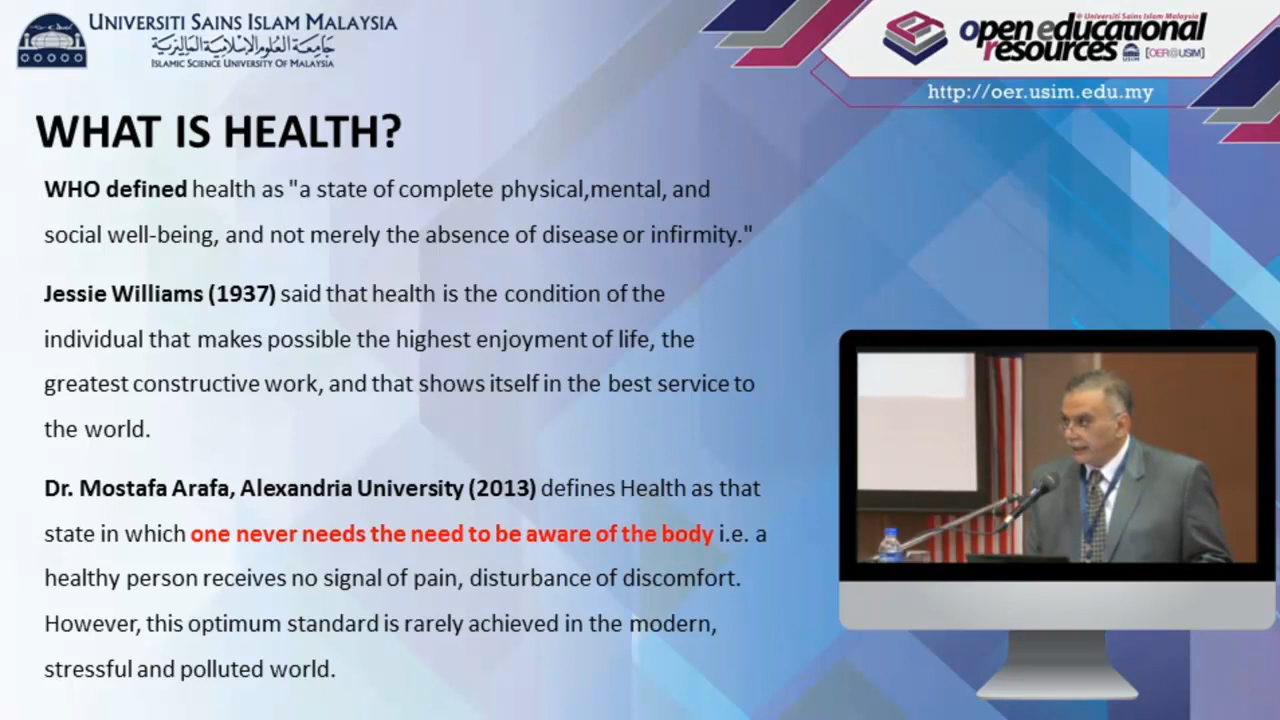 UNIVERSITI SAINS ISLAM MALAYSIA
جامعة العلوم الإسلامية الماليزية
ISLAMIC SCIENCE UNIVERSITY OF MALAYSIA
@ Universiti Sains Islam Malaysia
open educational
resources
USIM
[OER@USIM]
http://oer.usim.edu.my
WHAT IS HEALTH?
WHO defined health as "a state of complete physical,mental, and
social well-being, and not merely the absence of disease or infirmity."
Jessie Williams (1937) said that health is the condition of the
individual that makes possible the highest enjoyment of life, the
greatest constructive work, and that shows itself in the best service to
the world.
Dr. Mostafa Arafa, Alexandria University (2013) defines Health as that
state in which one never needs the need to be aware of the body i.e. a
healthy person receives no signal of pain, disturbance of discomfort.
However, this optimum standard is rarely achieved in the modern,
stressful and polluted world.